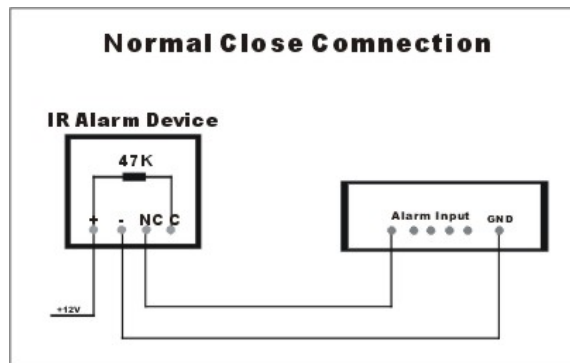 Normal Close Comnection
IR Alarm Device
47K
+ - NC C
Alarm Input GND
+12V